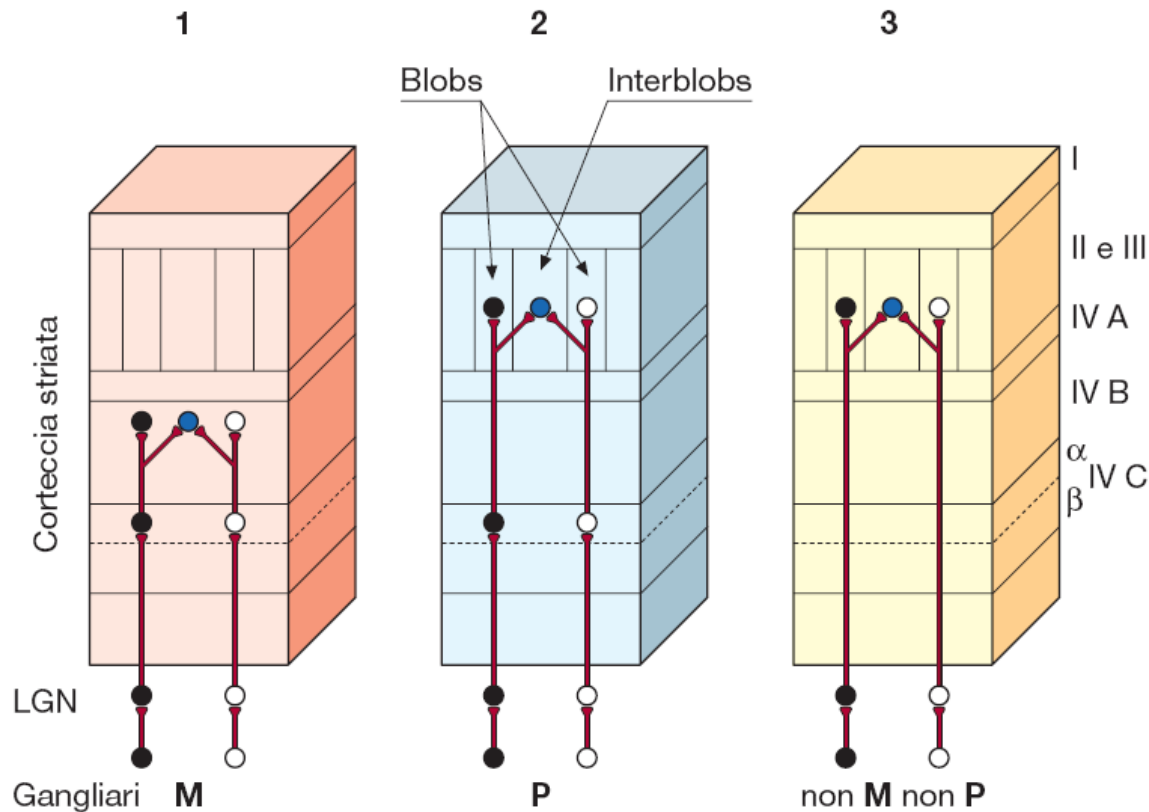 1 2 3
Blobs Interblobs
I
II e III
IV A
IV B
α
IV C
β
Corteccia striata
LGN
Gangliari M P non M non P